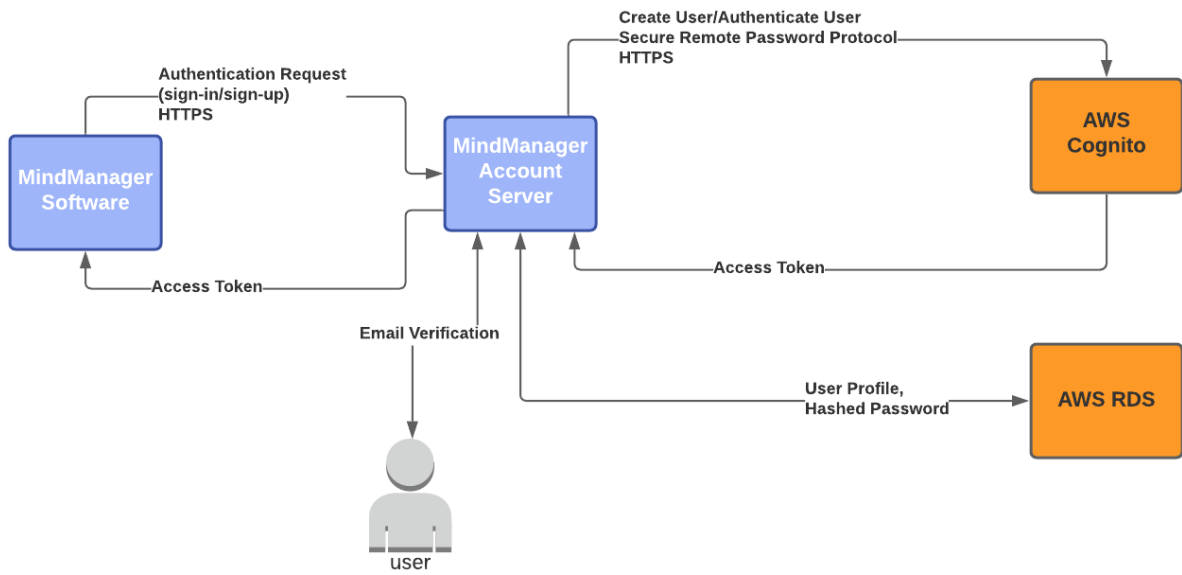 Create User/Authenticate User
Secure Remote Password Protocol
HTTPS
Authentication Request
(sign-in/sign-up)
HTTPS
MindManager
Software
MindManager
Account
Server
AWS
Cognito
Access Token
Access Token
Email Verification
User Profile,
Hashed Password
AWS RDS
user